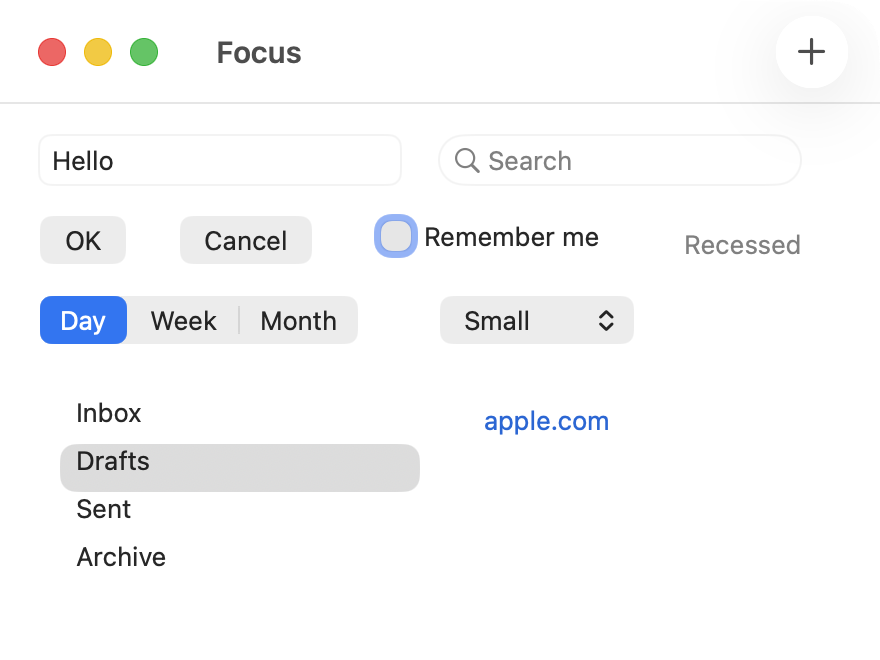 Focus
Hello
Search
OK
Cancel
Remember me
Recessed
Day
Week
Month
Small
Inbox
apple.com
Drafts
Sent
Archive